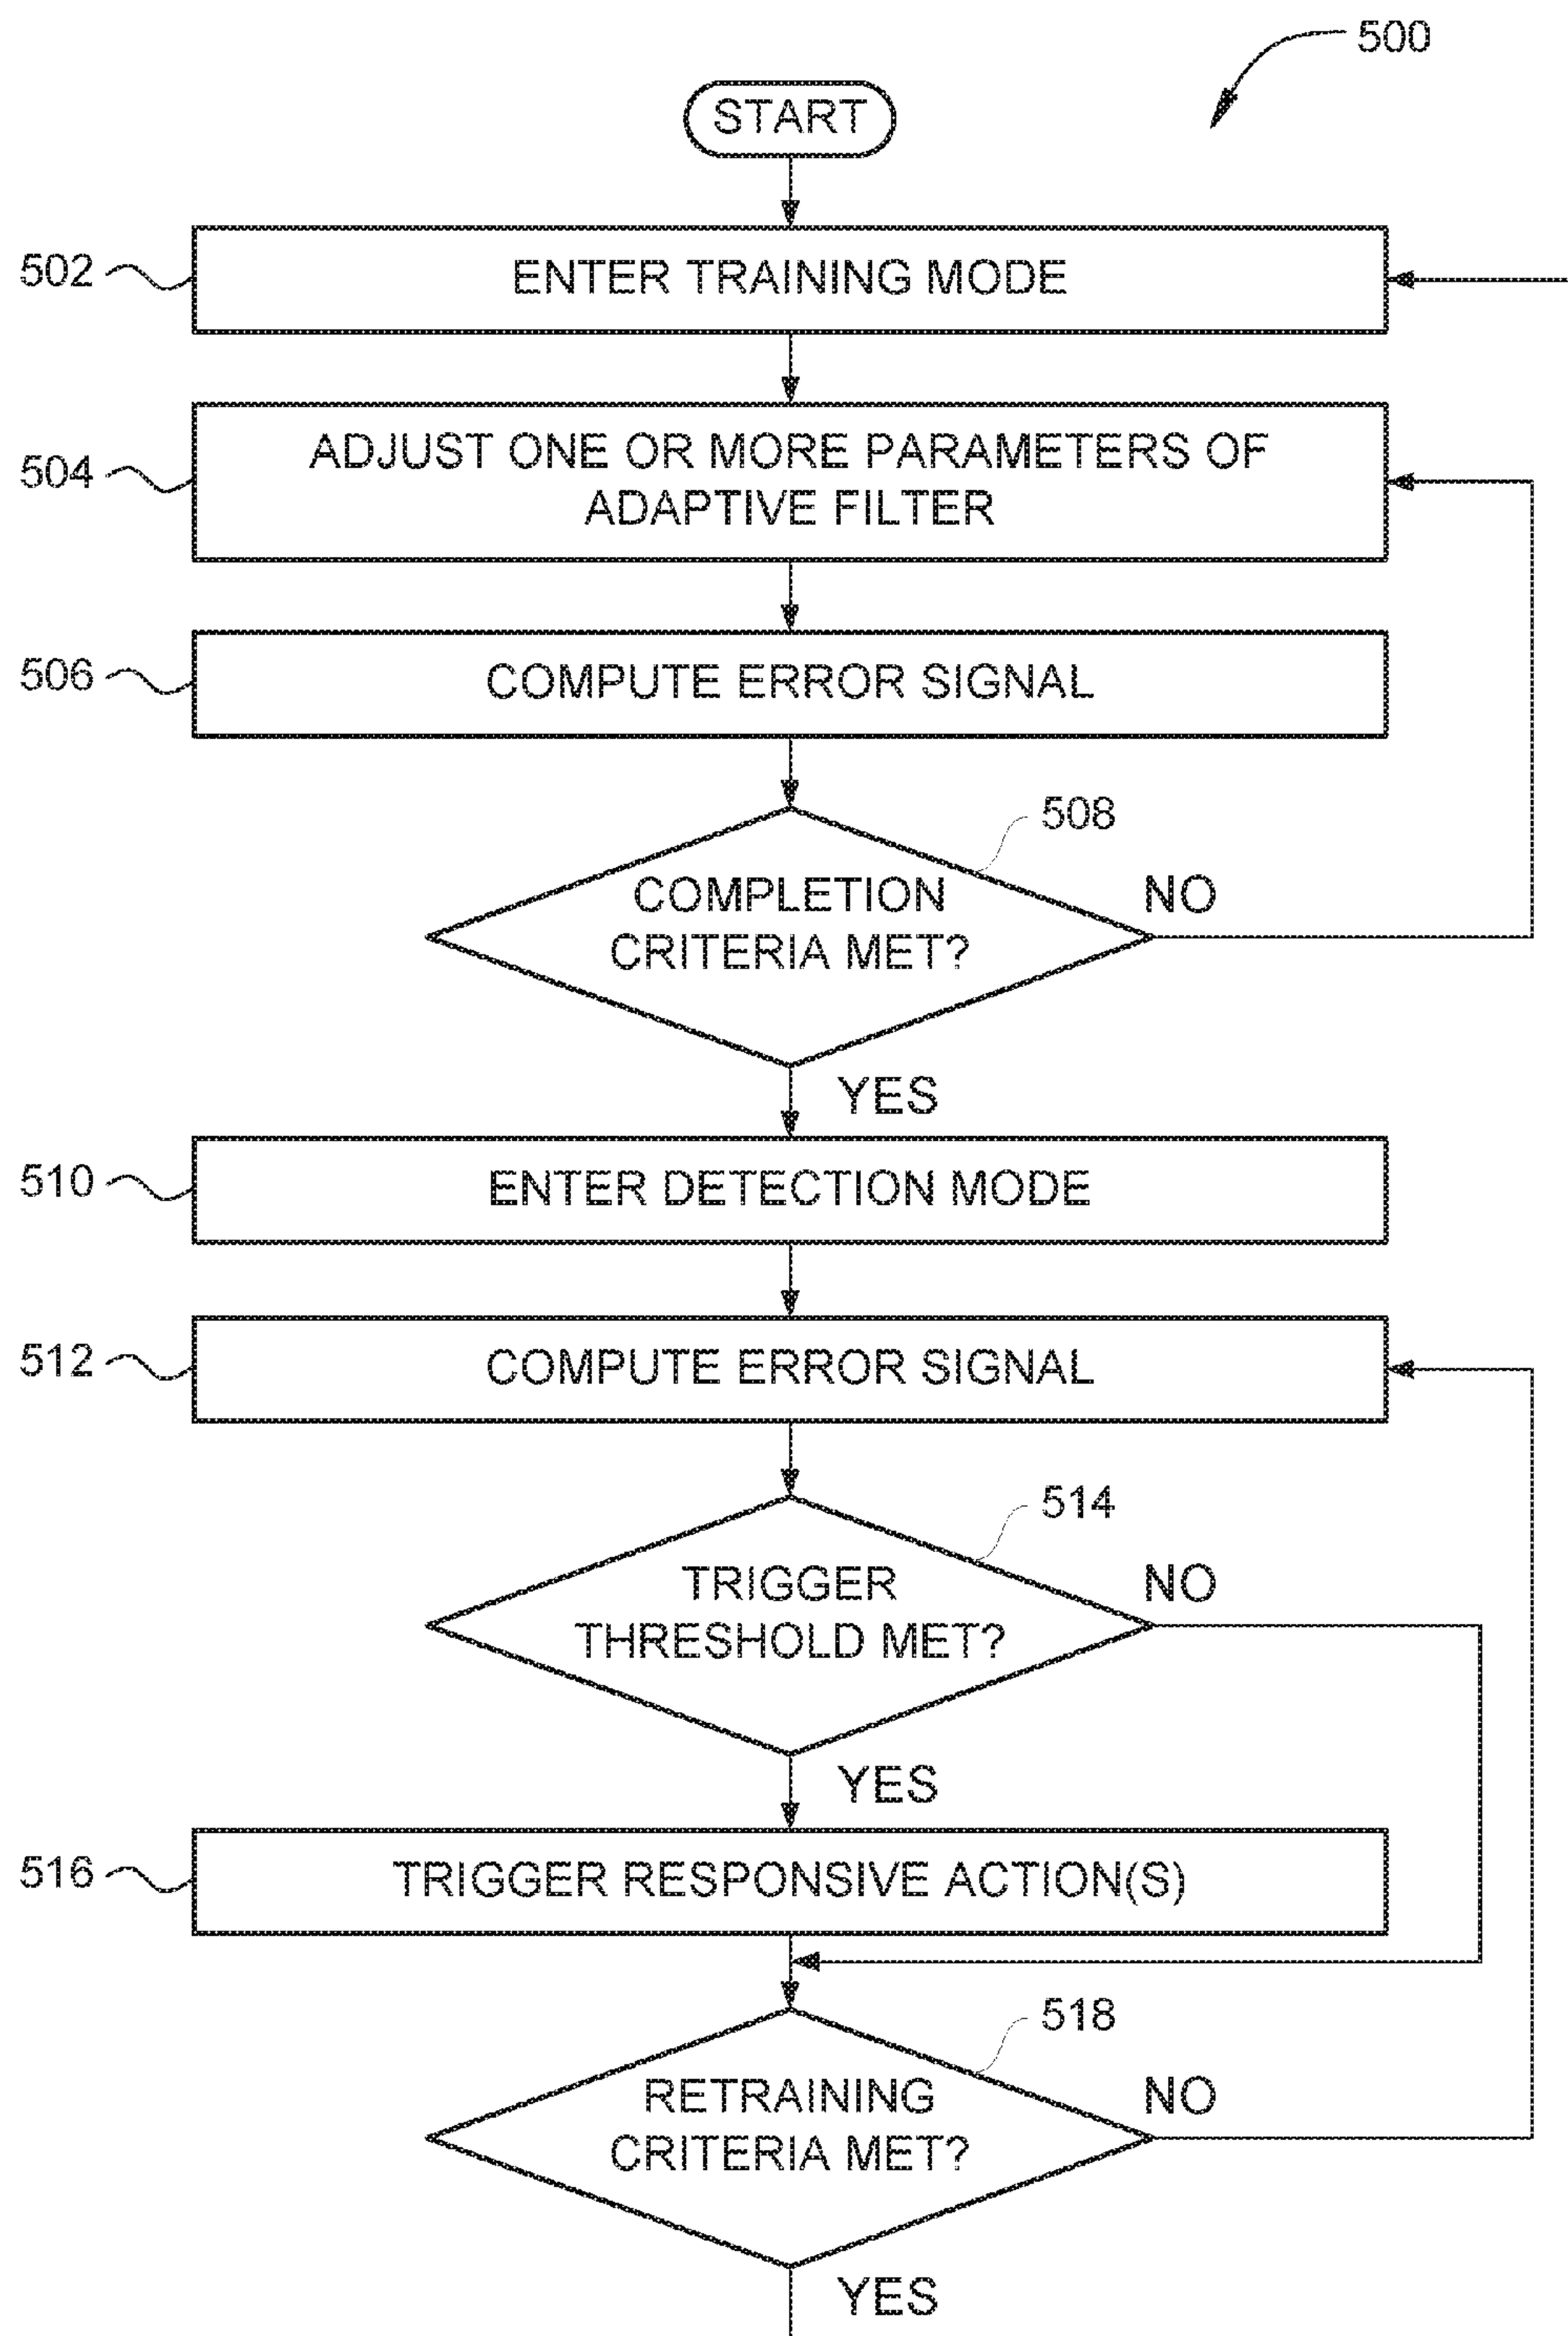 500
START
502
ENTER TRAINING MODE
504
ADJUST ONE OR MORE PARAMETERS OF
ADAPTIVE FILTER
506
COMPUTE ERROR SIGNAL
508
COMPLETION
CRITERIA MET?
NO
YES
510
ENTER DETECTION MODE
512
COMPUTE ERROR SIGNAL
514
TRIGGER
THRESHOLD MET?
NO
YES
516
TRIGGER RESPONSIVE ACTION(S)
518
RETRAINING
CRITERIA MET?
NO
YES